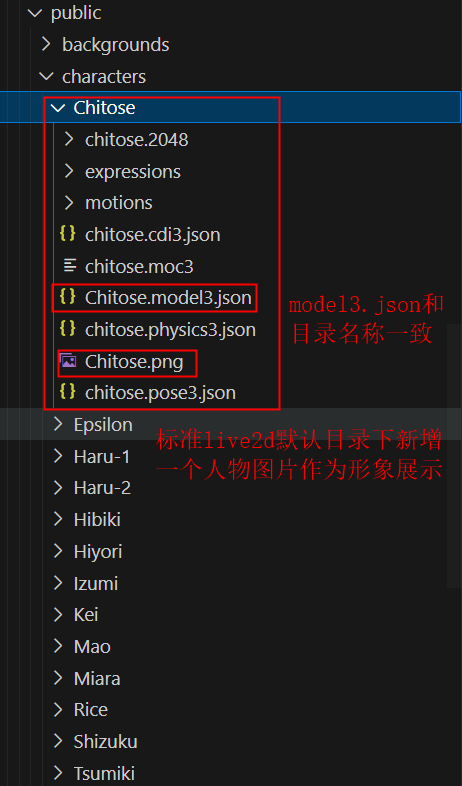 public
backgrounds
characters
Chitose
chitose.2048
expressions
motions
chitose.cdi3.json
chitose.moc3
Chitose.model3.json
model3.json和
目录名称一致
chitose.physics3.json
Chitose.png
chitose.pose3.json
Epsilon
标准live2d默认目录下新增
一个人物图片作为形象展示
Haru-1
Haru-2
Hibiki
Hiyori
Izumi
Kei
Mao
Miara
Rice
Shizuku
Tsumiki